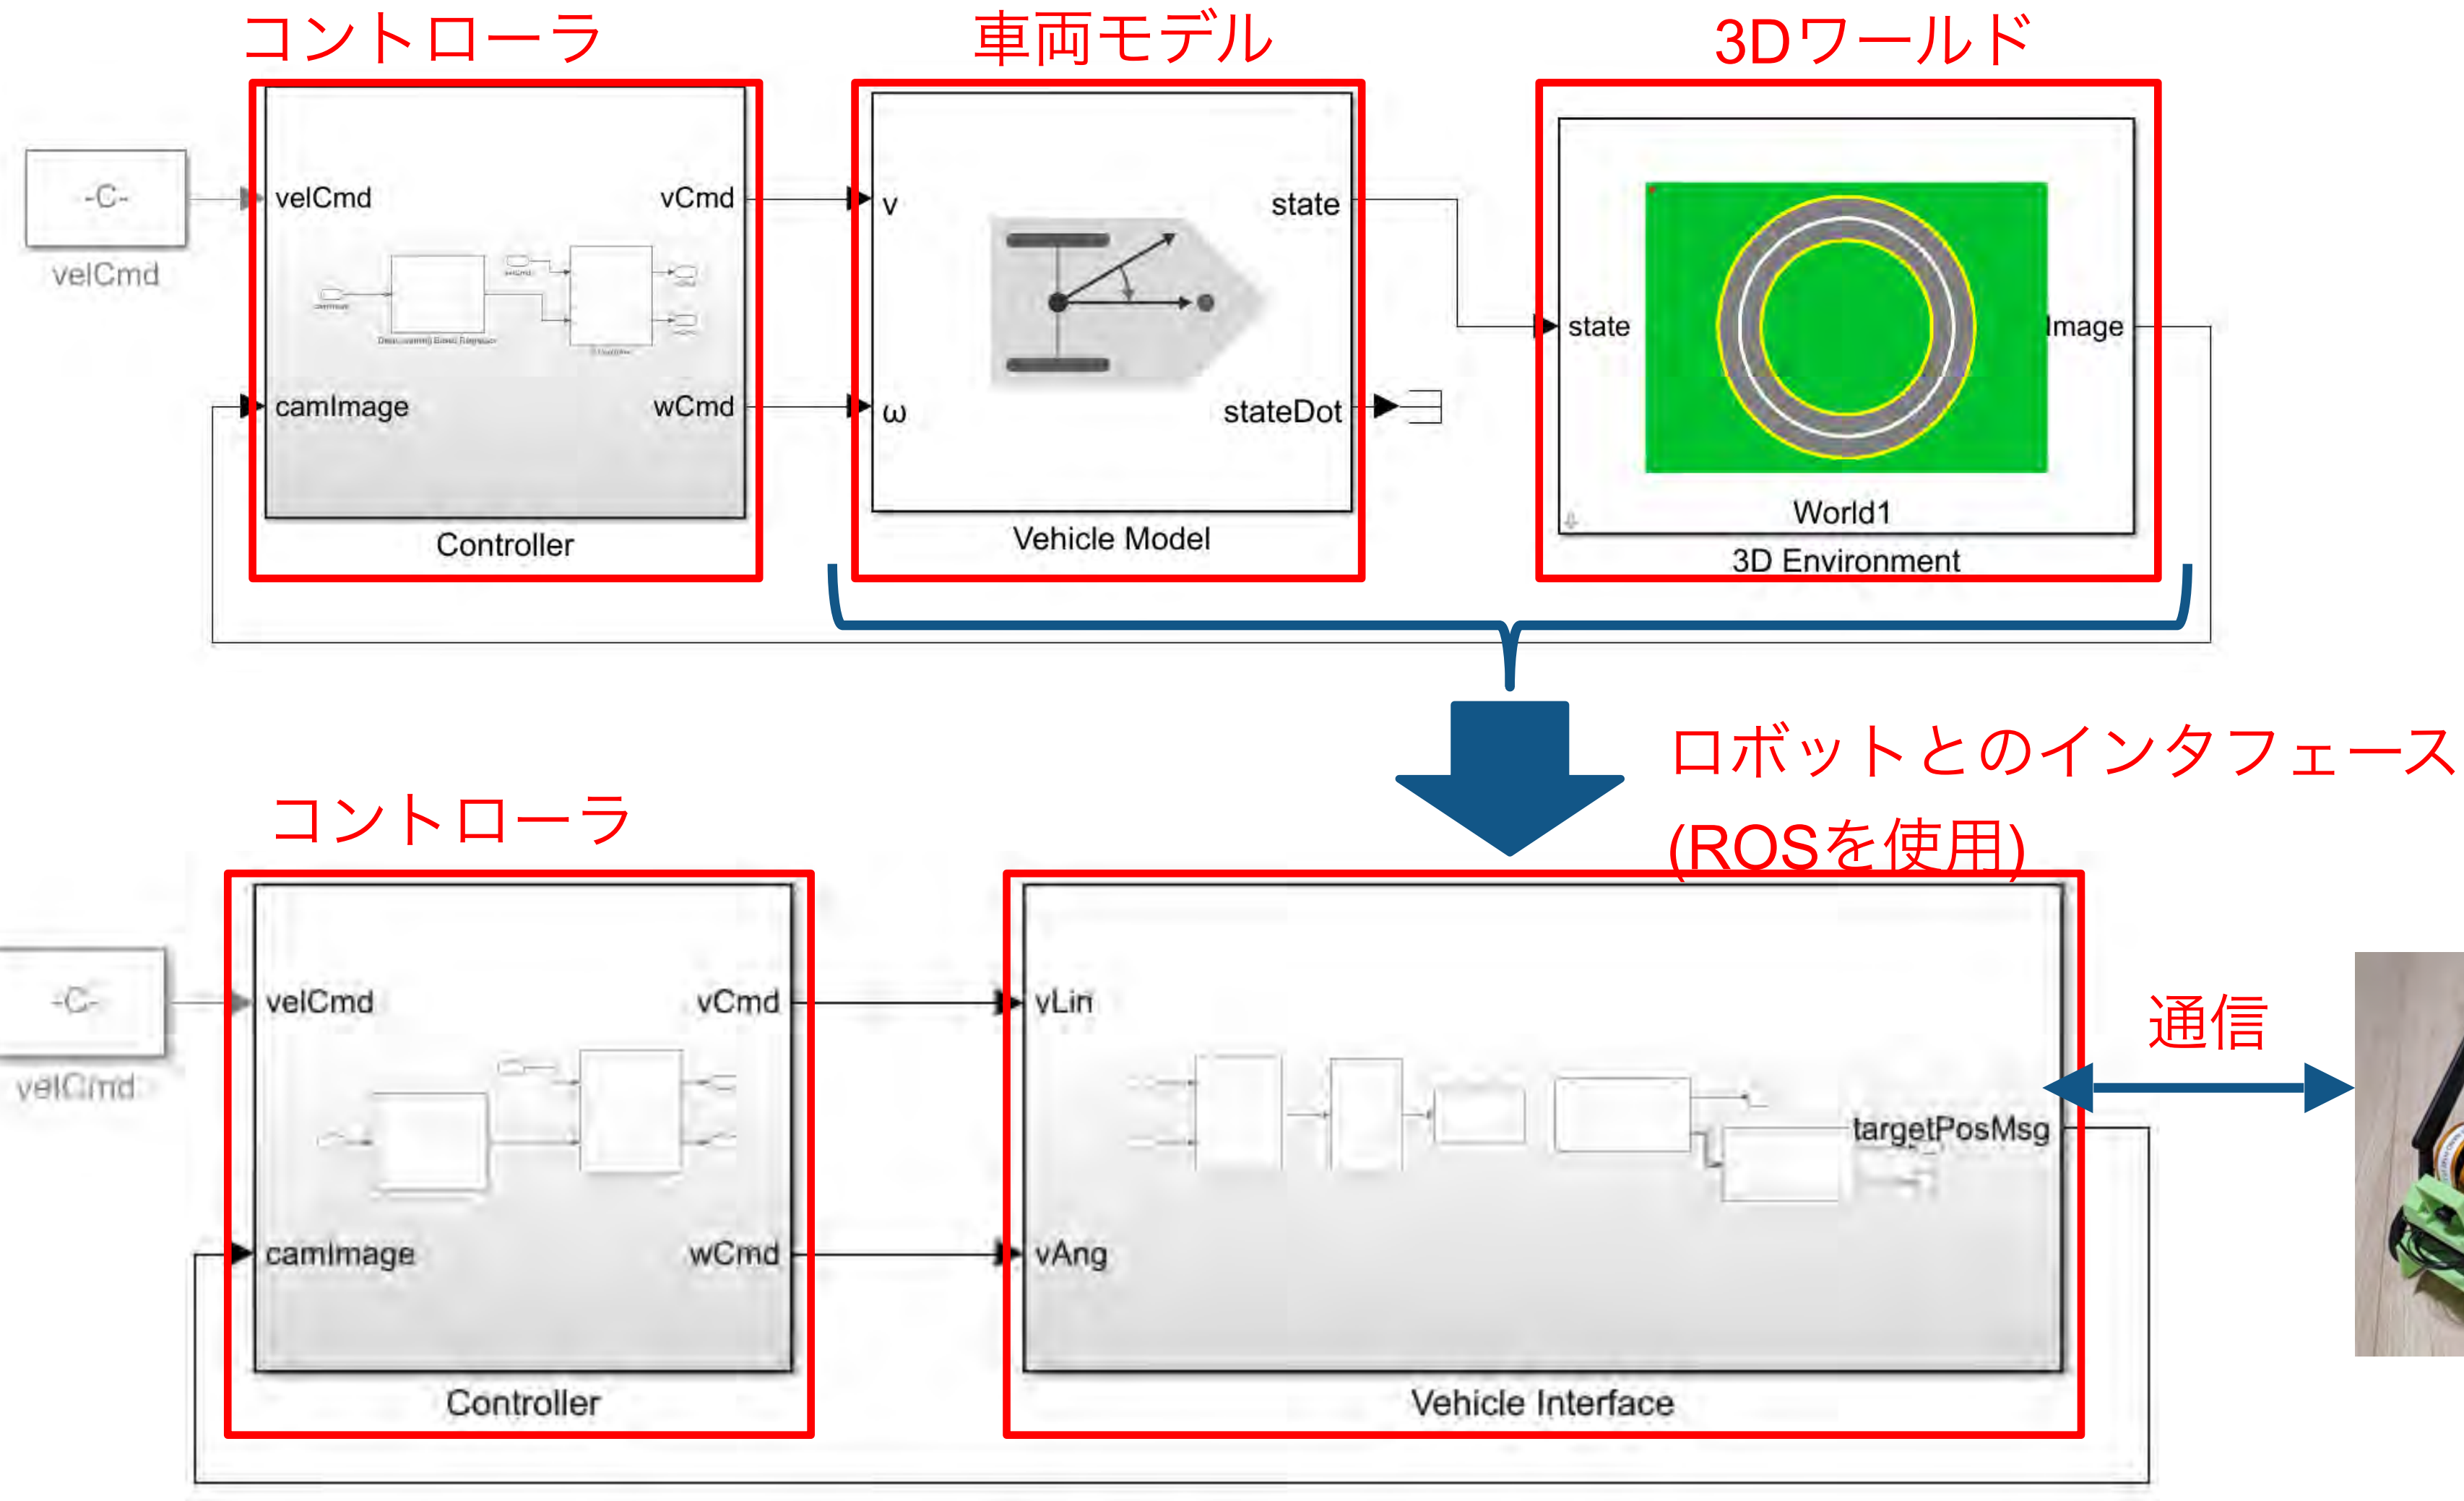 コントローラ
車両モデル
3Dワールド
-C-
velCmd
velCmd
vCmd
camImage
wCmd
Controller
v
state
ω
stateDot
Vehicle Model
state
Image
World1
3D Environment
ロボットとのインタフェース
(ROSを使用)
コントローラ
-C-
velCmd
velCmd
vCmd
camImage
wCmd
Controller
vLin
targetPosMsg
vAng
Vehicle Interface
通信